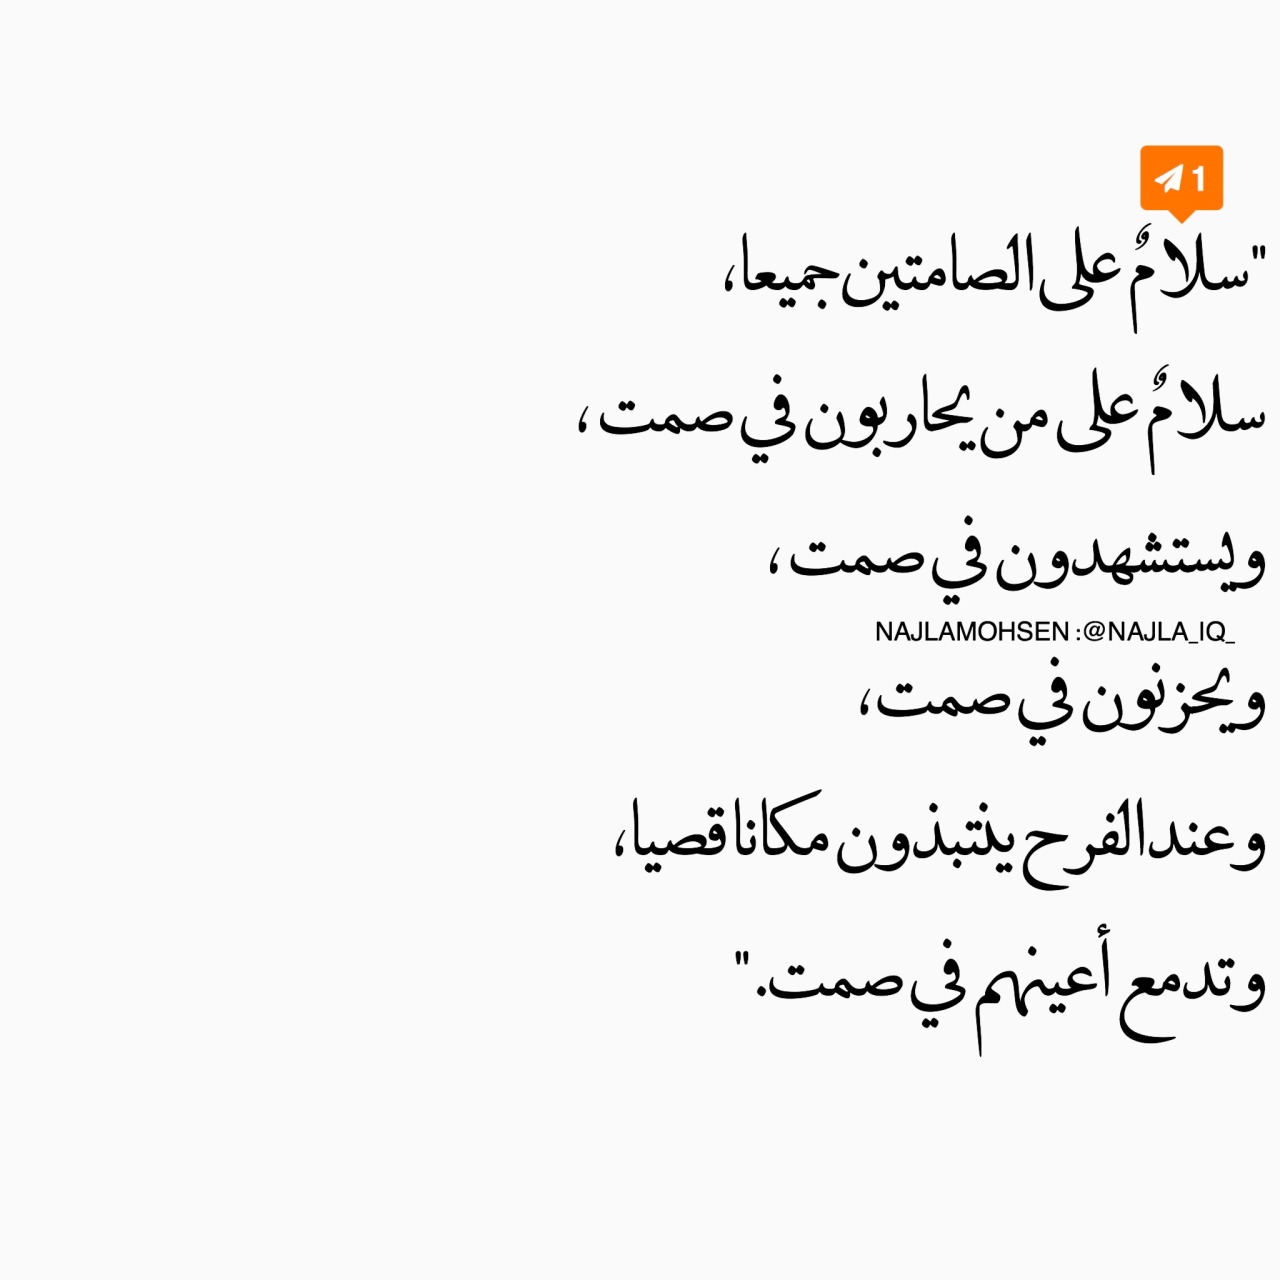 1
"سلامٌ على الصامتين جميعا،
سلامٌ على من يحاربون في صمت ،
ويستشهدون في صمت ،
NAJLAMOHSEN :@NAJLA_IQ_
ويحزنون في صمت،
وعند الفرح ينتبذون مكانا قصيا،
وتدمع أعينهم في صمت."